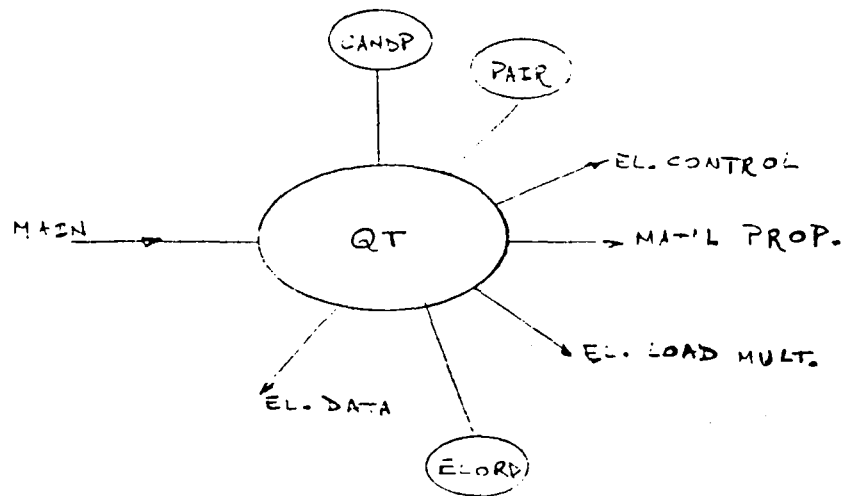 CANDP
PAIR
EL. CONTROL
MAIN
QT
MAT'L PROP.
EL. LOAD MULT.
EL. DATA
ELORD